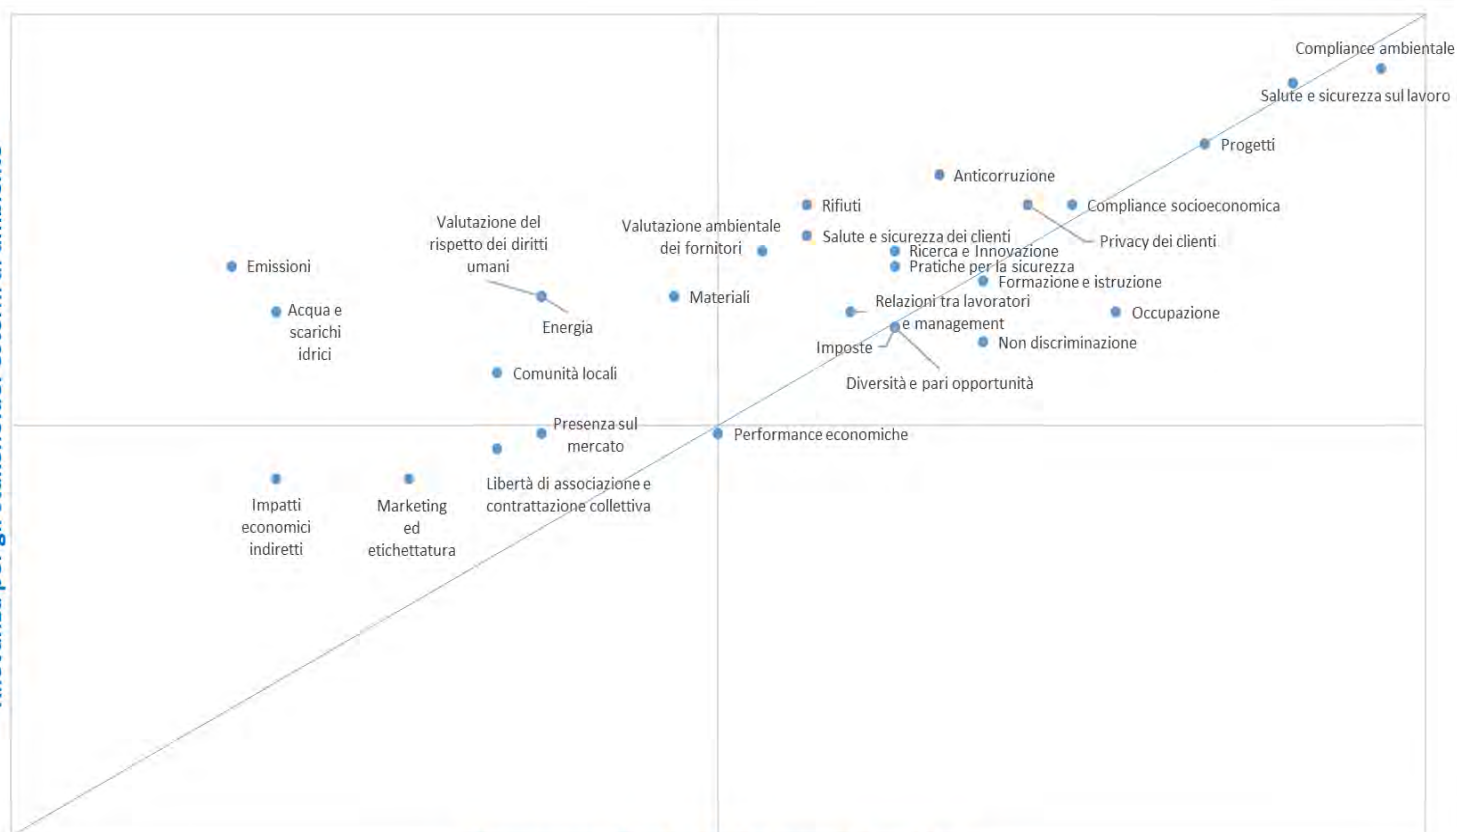 Compliance ambientale
Salute e sicurezza sul lavoro
Progetti
Anticorruzione
Rifiuti
Compliance socioeconomica
Valutazione del
rispetto dei diritti
umani
Valutazione ambientale
dei fornitori
Salute e sicurezza dei clienti
Privacy dei clienti
Ricerca e Innovazione
Pratiche per la sicurezza
Emissioni
Formazione e istruzione
Materiali
Relazioni tra lavoratori
e management
Acqua e
scarichi
idrici
Energia
Occupazione
Imposte
Non discriminazione
Comunità locali
Diversità e pari opportunità
Presenza sul
mercato
Performance economiche
Libertà di associazione e
contrattazione collettiva
Impatti
economici
indiretti
Marketing
ed
etichettatura